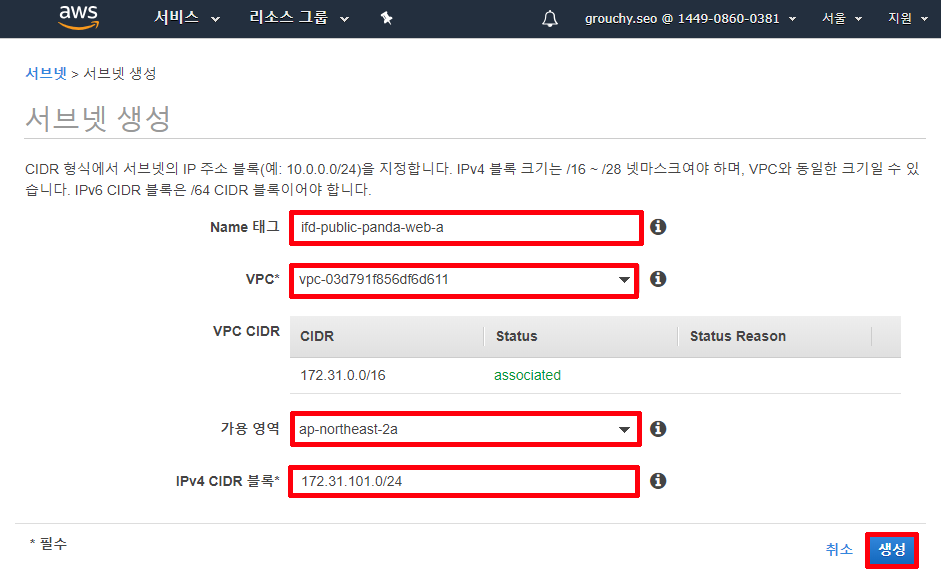 aws 서비스 리소스 그룹 grouchy.seo @ 1449-0860-0381 서울 지원
서브넷 > 서브넷 생성
서브넷 생성
CIDR 형식에서 서브넷의 IP 주소 블록(예: 10.0.0.0/24)을 지정합니다. IPv4 블록 크기는 /16 ~ /28 넷마스크여야 하며, VPC와 동일한 크기일 수 있
습니다. IPv6 CIDR 블록은 /64 CIDR 블록이어야 합니다.
Name 태그 ifd-public-panda-web-a
VPC* vpc-03d791f856df6d611
VPC CIDR CIDR Status Status Reason
172.31.0.0/16 associated
가용 영역 ap-northeast-2a
IPv4 CIDR 블록* 172.31.101.0/24
* 필수 취소 생성